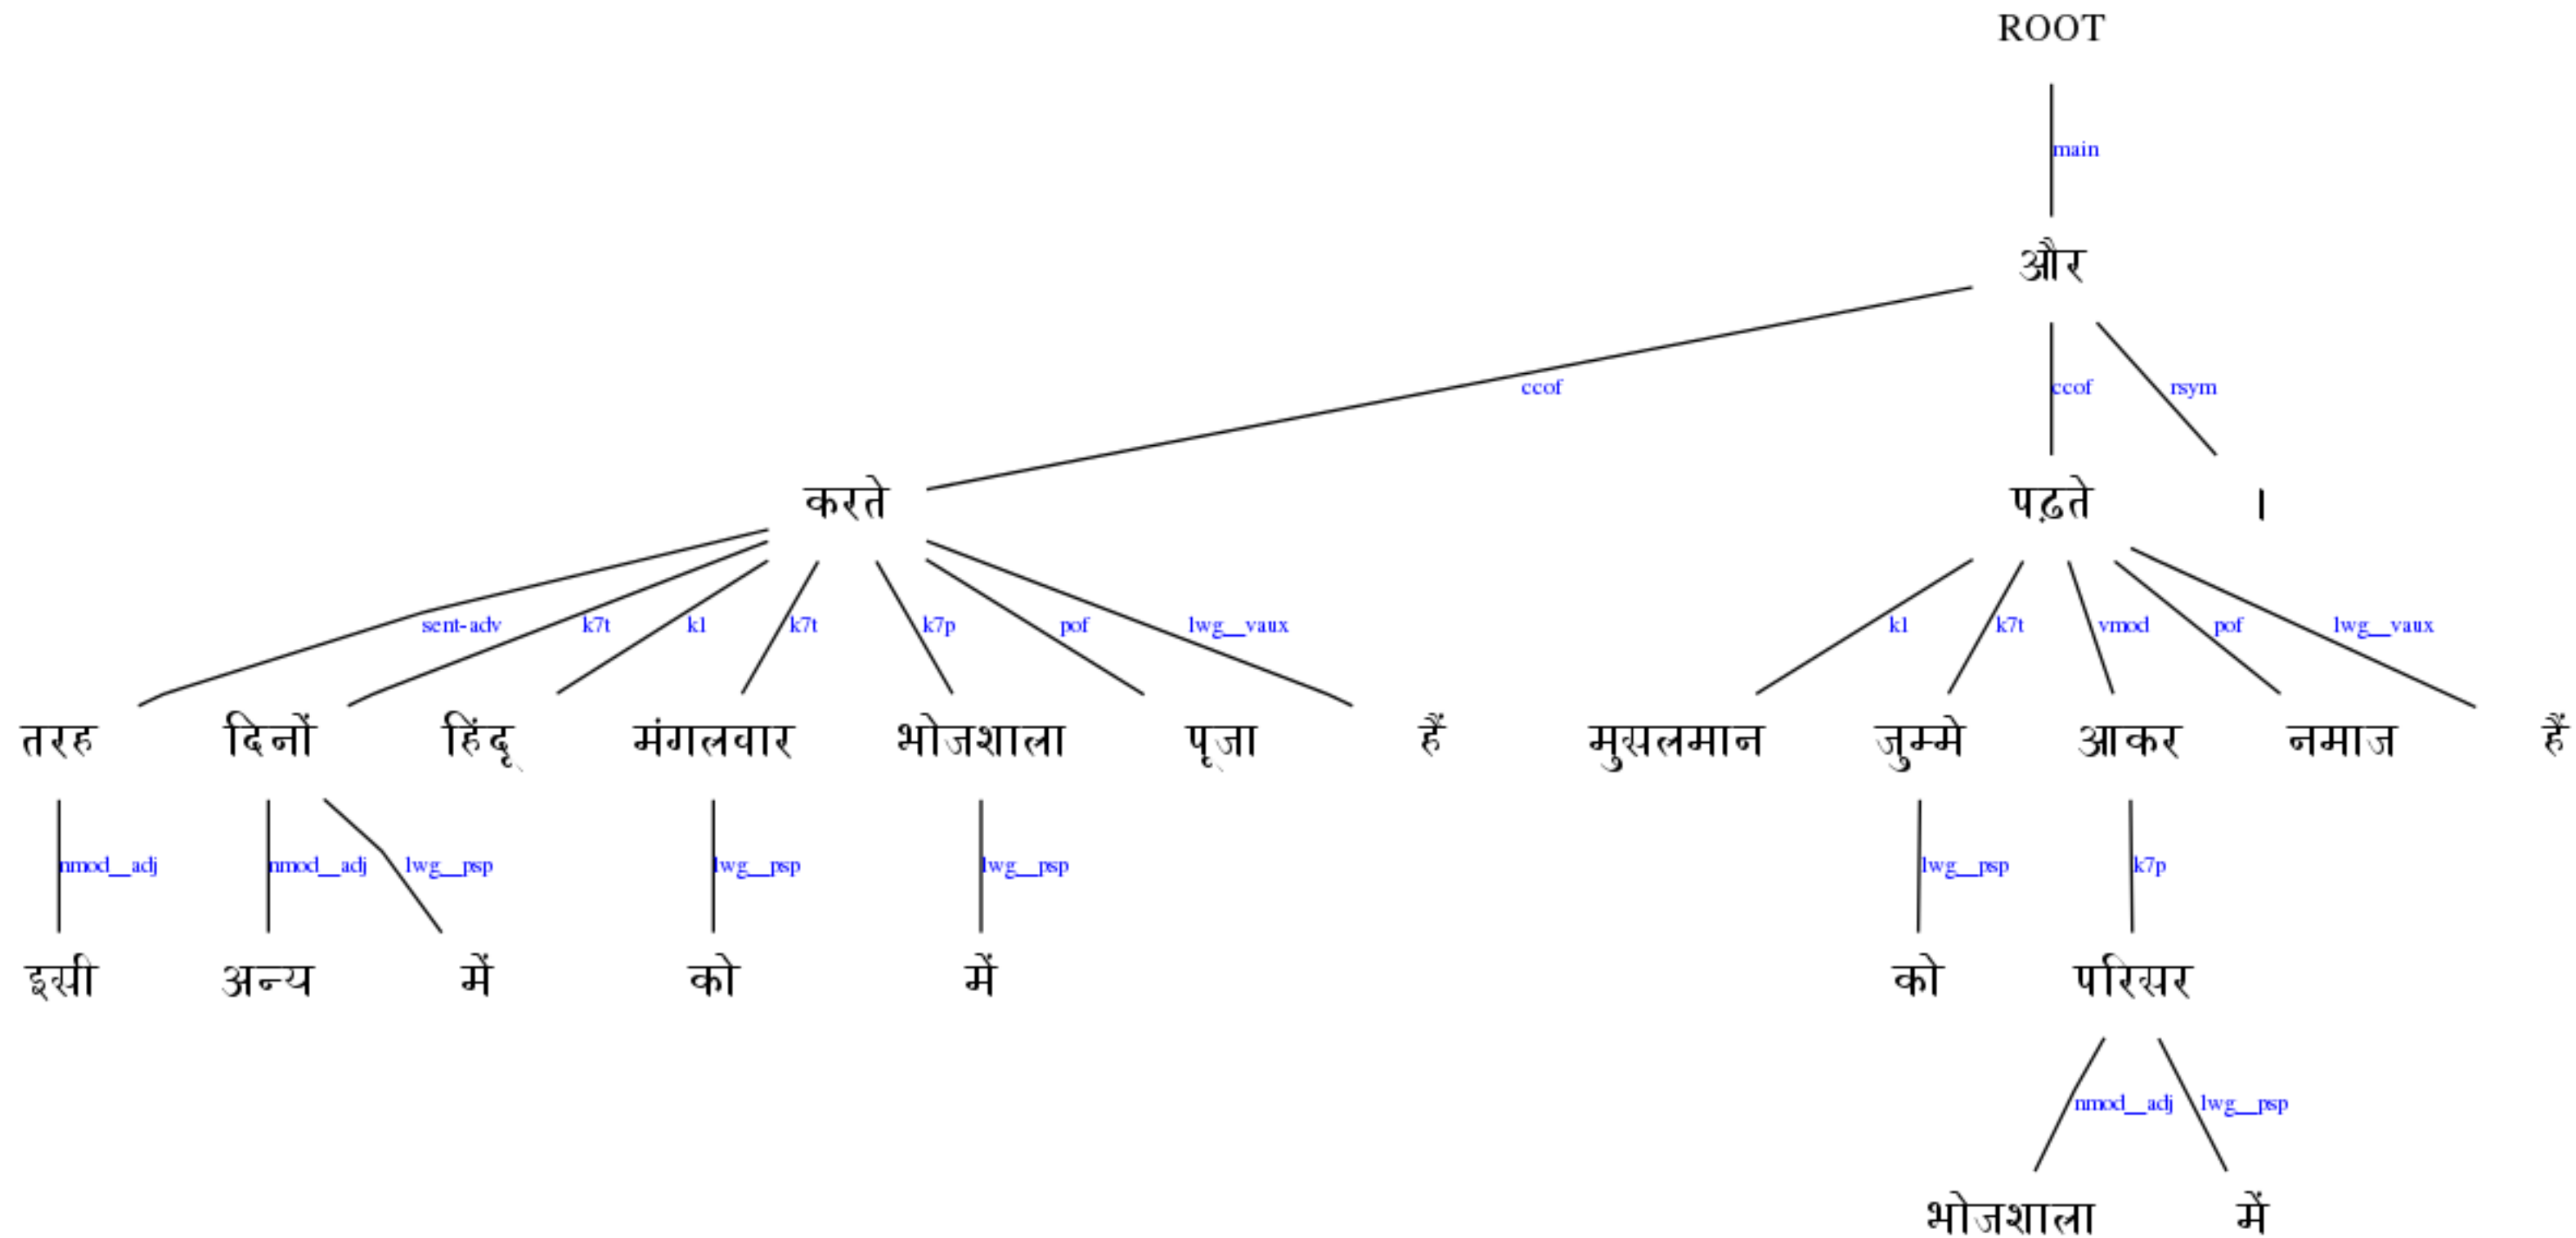 ROOT
main
और
ccof ccof rsym
करते पढ़ते ।
sent-adv k7t k1 k7t k7p pof lwg__vaux k1 k7t vmod pof lwg__vaux
तरह दिनों हिंदू मंगलवार भोजशाला पूजा हैं मुसलमान जुम्मे आकर नमाज हैं
nmod__adj nmod__adj lwg__psp lwg__psp lwg__psp lwg__psp k7p
इसी अन्य में को में को परिसर
nmod__adj lwg__psp
भोजशाला में